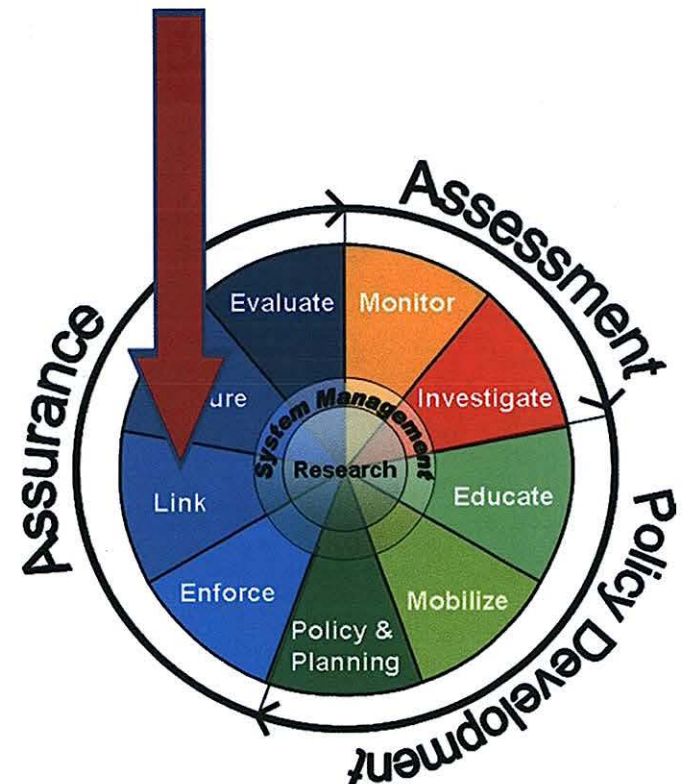 Assessment
Policy Development
Assurance
Monitor
Investigate
Educate
Mobilize
Policy &
Planning
Enforce
Link
ure
Evaluate
System Management
Research